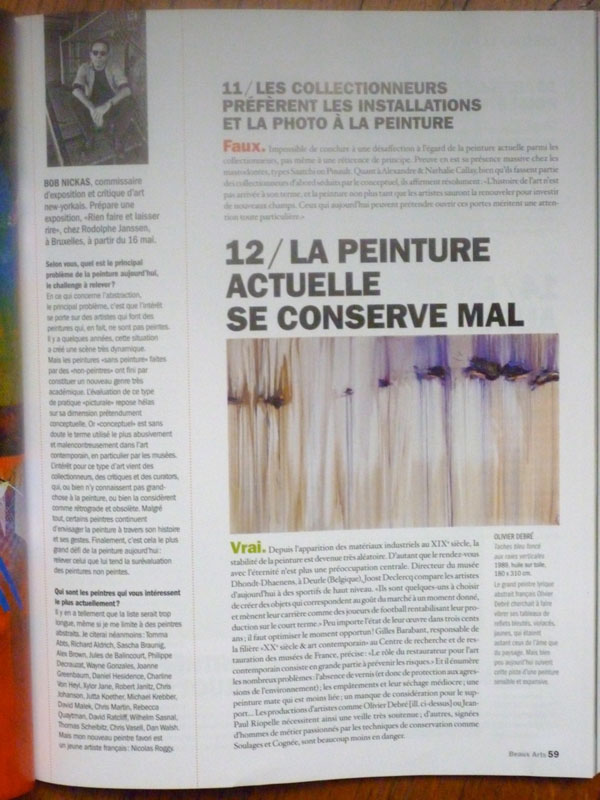 BOB NICKAS, commissaire
d'exposition et critique d'art
new-yorkais. Prépare une
exposition, «Rien faire et laisser
rire», chez Rodolphe Janssen,
à Bruxelles, à partir du 16 mai.
Selon vous, quel est le principal
problème de la peinture aujourd'hui,
le challenge à relever?
En ce qui concerne l'abstraction,
le principal problème, c'est que l'intérêt
se porte sur des artistes qui font des
peintures qui, en fait, ne sont pas peintes.
Il y a quelques années, cette situation
a créé une scène très dynamique.
Mais les peintures «sans peinture» faites
par des «non-peintres» ont fini par
constituer un nouveau genre très
académique. L'évaluation de ce type
de pratique «picturale» repose hélas
sur sa dimension prétendument
conceptuelle. Or «conceptuel» est sans
doute le terme utilisé le plus abusivement
et malencontreusement dans l'art
contemporain, en particulier par les musées.
L'intérêt pour ce type d'art vient des
collectionneurs, des critiques et des curators,
qui, ou bien n'y connaissent pas grand-
chose à la peinture, ou bien la considèrent
comme rétrograde et obsolète. Malgré
tout, certains peintres continuent
d'envisager la peinture à travers son histoire
et ses gestes. Finalement, c'est cela le plus
grand défi de la peinture aujourd'hui:
relever celui que lui tend la surévaluation
des peintures non peintes.
Qui sont les peintres qui vous intéressent
le plus actuellement?
Il y en a tellement que la liste serait trop
longue, même si je me limite à des peintres
abstraits. Je citerai néanmoins: Tomma
Abts, Richard Aldrich, Sascha Braunig,
Alex Brown, Jules de Balincourt, Philippe
Decrauzat, Wayne Gonzales, Joanne
Greenbaum, Daniel Hesidence, Charline
Von Heyl, Xylor Jane, Robert Janitz, Chris
Johanson, Jutta Koether, Michael Krebber,
David Malek, Chris Martin, Rebecca
Quaytman, David Ratcliff, Wilhelm Sasnal,
Thomas Scheibitz, Chris Vasell, Dan Walsh.
Mais mon nouveau peintre favori est
un jeune artiste français: Nicolas Roggy.
11/LES COLLECTIONNEURS
PRÉFÈRENT LES INSTALLATIONS
ET LA PHOTO À LA PEINTURE
Faux. Impossible de conclure à une désaffection à l'égard de la peinture actuelle parmi les
collectionneurs, pas même à une réticence de principe. Preuve en est sa présence massive chez les
mastodontes, types Saatchi ou Pinault. Quant à Alexandre & Nathalie Callay, bien qu'ils fassent partie
des collectionneurs d'abord séduits par le conceptuel, ils affirment résolument: «L'histoire de l'art n'est
pas arrivée à son terme, et la peinture non plus tant que les artistes sauront la renouveler pour investir
de nouveaux champs. Ceux qui aujourd'hui peuvent prétendre ouvrir ces portes méritent une atten-
tion toute particulière.»
12/LA PEINTURE
ACTUELLE
SE CONSERVE MAL
Vrai. Depuis l'apparition des matériaux industriels au XIXe siècle, la
stabilité de la peinture est devenue très aléatoire. D'autant que le rendez-vous
avec l'éternité n'est plus une préoccupation centrale. Directeur du musée
Dhondt-Dhaenens, à Deurle (Belgique), Joost Declercq compare les artistes
d'aujourd'hui à des sportifs de haut niveau. «Ils sont quelques-uns à choisir
de créer des objets qui correspondent au goût du marché à un moment donné,
et mènent leur carrière comme des joueurs de football rentabilisant leur pro-
duction sur le court terme.» Peu importe l'état de leur œuvre dans trois cents
ans; il faut optimiser le moment opportun! Gilles Barabant, responsable de
la filière «XXe siècle & art contemporain» au Centre de recherche et de res-
tauration des musées de France, précise: «Le rôle du restaurateur pour l'art
contemporain consiste en grande partie à prévenir les risques.» Et il énumère
les nombreux problèmes: l'absence de vernis (et donc de protection aux agres-
sions de l'environnement); les empâtements et leur séchage médiocre; une
peinture mate qui est moins liée; un manque de considération pour le sup-
port... Les productions d'artistes comme Olivier Debré [ill. ci-dessus] ou Jean-
Paul Riopelle nécessitent ainsi une veille très soutenue; d'autres, signées
d'hommes de métier passionnés par les techniques de conservation comme
Soulages et Cognée, sont beaucoup moins en danger.
OLIVIER DEBRÉ
Taches bleu foncé
aux roses verticales
1989, huile sur toile,
180 x 310 cm.
Le grand peintre lyrique
abstrait français Olivier
Debré cherchait à faire
vibrer ses tableaux de
reflets bleutés, violacés,
jaunes, qui étaient
autant ceux de l'âme que
du paysage. Mais bien
peu aujourd'hui suivent
cette piste d'une peinture
sensible et expansive.
Beaux Arts 59